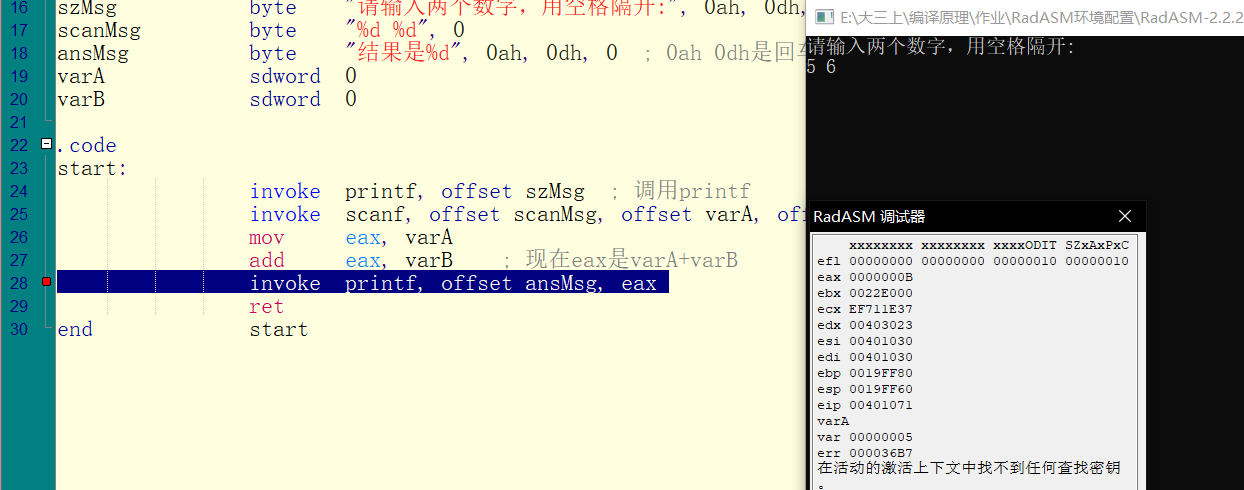 16 szMsg byte "请输入两个数字，用空格隔开:", 0ah, 0dh,
17 scanMsg byte "%d %d", 0
18 ansMsg byte "结果是%d", 0ah, 0dh, 0 ; 0ah 0dh是回
19 varA sdword 0
20 varB sdword 0
21
22 .code
23 start:
24 invoke printf, offset szMsg ; 调用printf
25 invoke scanf, offset scanMsg, offset varA, of
26 mov eax, varA
27 add eax, varB ; 现在eax是varA+varB
28 invoke printf, offset ansMsg, eax
29 ret
30 end start
E:\大三上\编译原理\作业\RadASM环境配置\RadASM-2.2.2
请输入两个数字，用空格隔开:
5 6
RadASM 调试器
xxxxxxxx xxxxxxxx xxxxODIT SZxAxPxC
efl 00000000 00000000 00000010 00000010
eax 0000000B
ebx 0022E000
ecx EF711E37
edx 00403023
esi 00401030
edi 00401030
ebp 0019FF80
esp 0019FF60
eip 00401071
varA
var 00000005
err 000036B7
在活动的激活上下文中找不到任何查找密钥
。